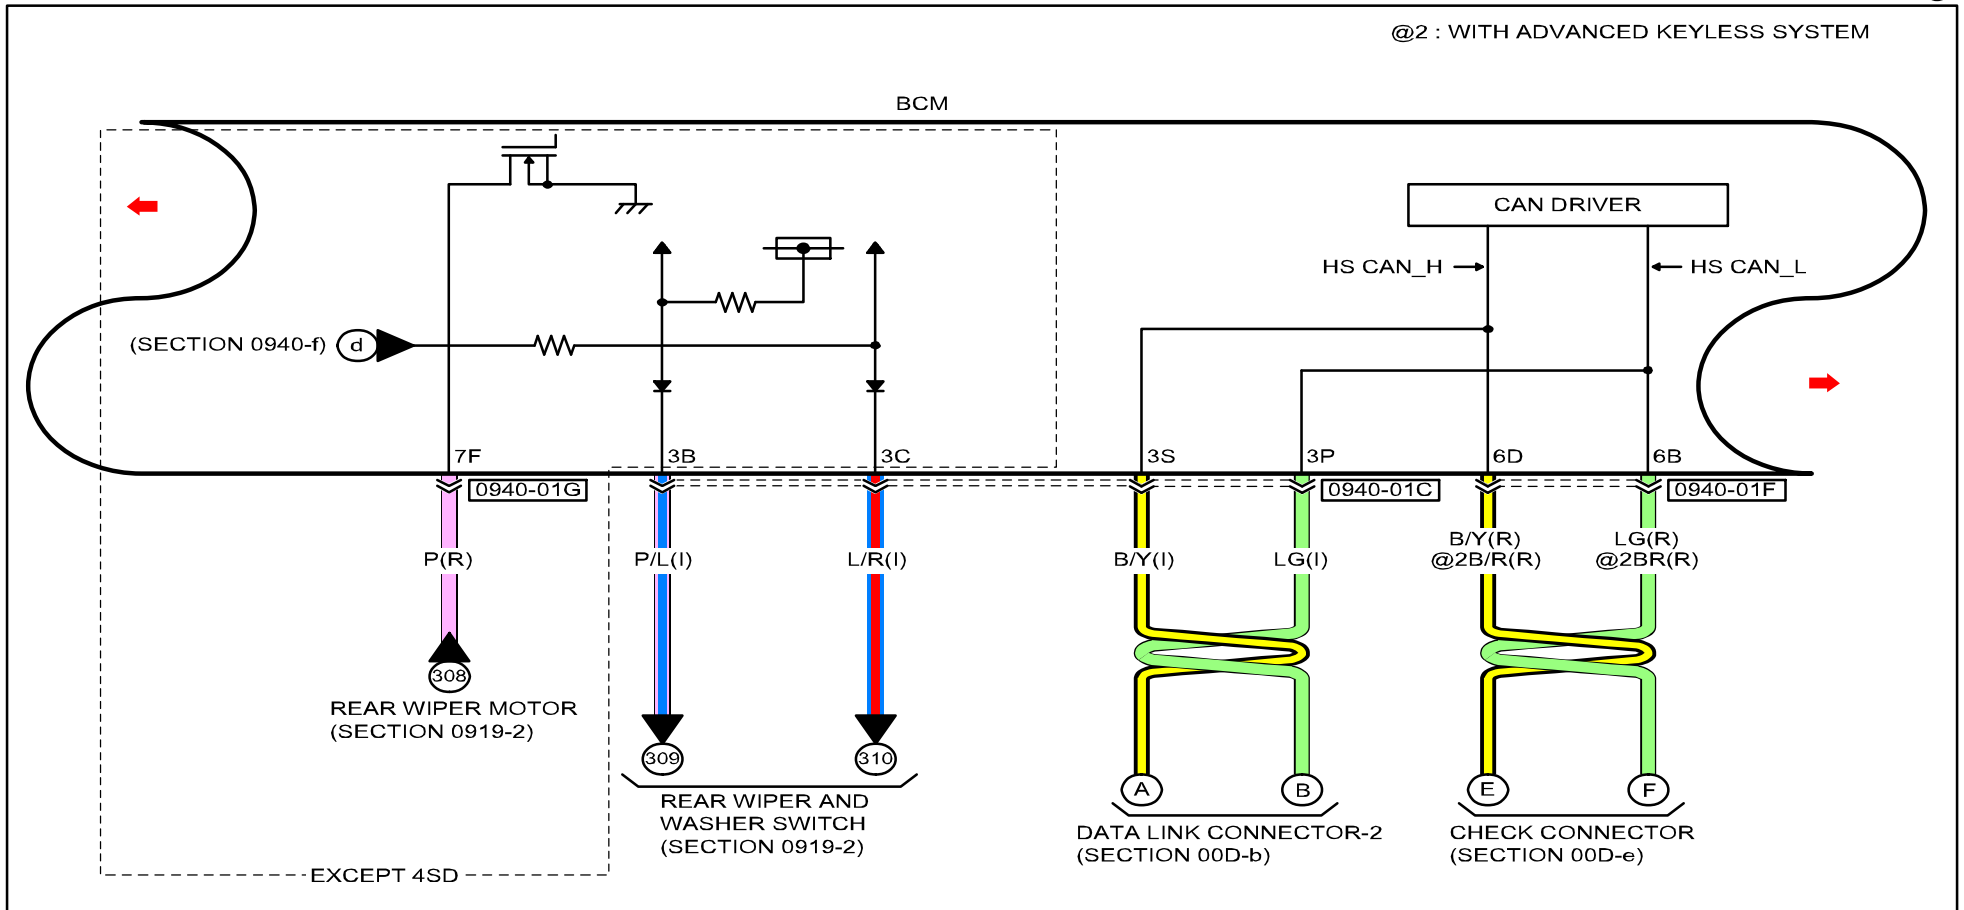 @2 : WITH ADVANCED KEYLESS SYSTEM
BCM
CAN DRIVER
HS CAN_H
HS CAN_L
(SECTION 0940-f)
d
7F
3B
3C
3S
3P
6D
6B
0940-01G
0940-01C
0940-01F
P(R)
P/L(I)
L/R(I)
B/Y(I)
LG(I)
B/Y(R)
@2B/R(R)
LG(R)
@2BR(R)
308
REAR WIPER MOTOR
(SECTION 0919-2)
309
310
REAR WIPER AND
WASHER SWITCH
(SECTION 0919-2)
A
B
DATA LINK CONNECTOR-2
(SECTION 00D-b)
E
F
CHECK CONNECTOR
(SECTION 00D-e)
EXCEPT 4SD